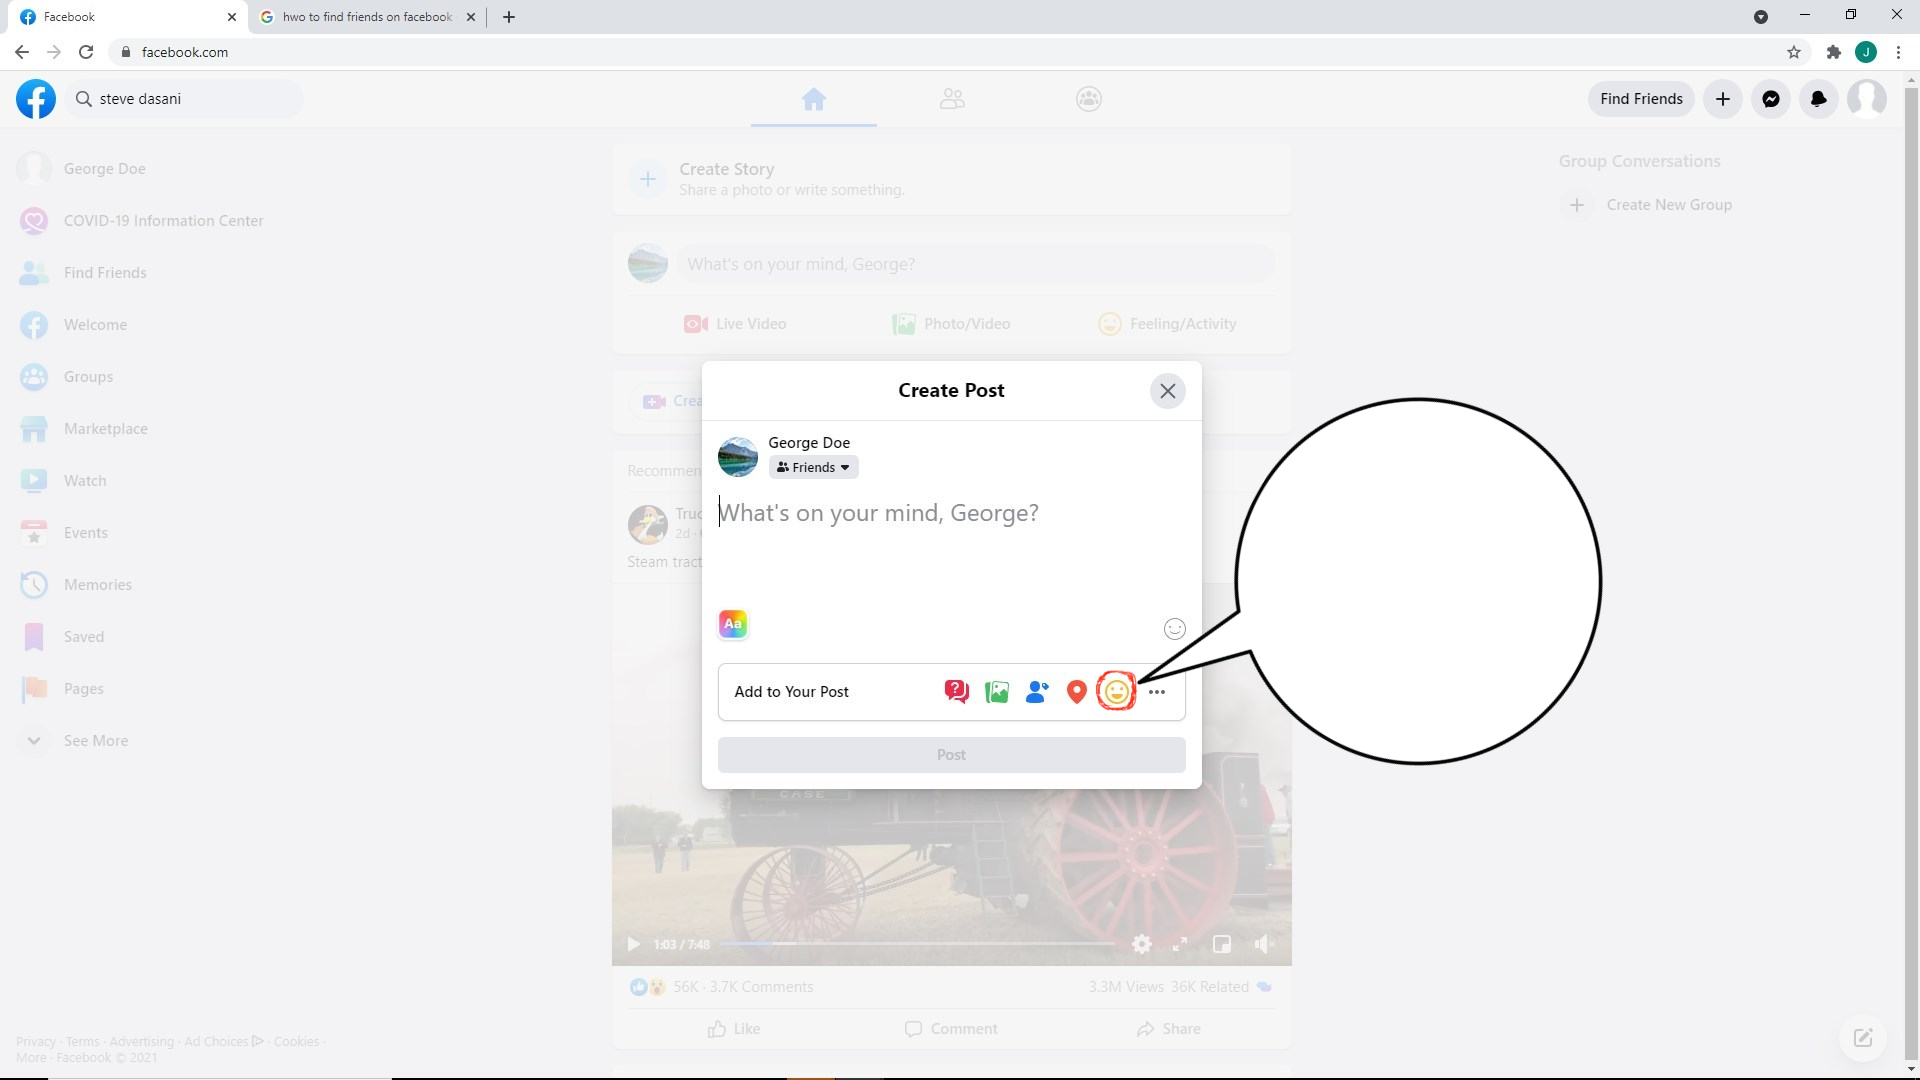 Facebook
hwo to find friends on facebook
facebook.com
J
steve dasani
Find Friends
George Doe
COVID-19 Information Center
Find Friends
Welcome
Groups
Marketplace
Watch
Events
Memories
Saved
Pages
See More
Privacy · Terms · Advertising · Ad Choices · Cookies ·
More · Facebook © 2021
Create Story
Share a photo or write something.
What's on your mind, George?
Live Video
Photo/Video
Feeling/Activity
Crea
Recommen
Truc
2d ·
Steam tract
Create Post
George Doe
Friends
What's on your mind, George?
Aa
Add to Your Post
Post
CASE
1:03 / 7:48
56K · 3.7K Comments
3.3M Views 36K Related
Like
Comment
Share
Group Conversations
Create New Group